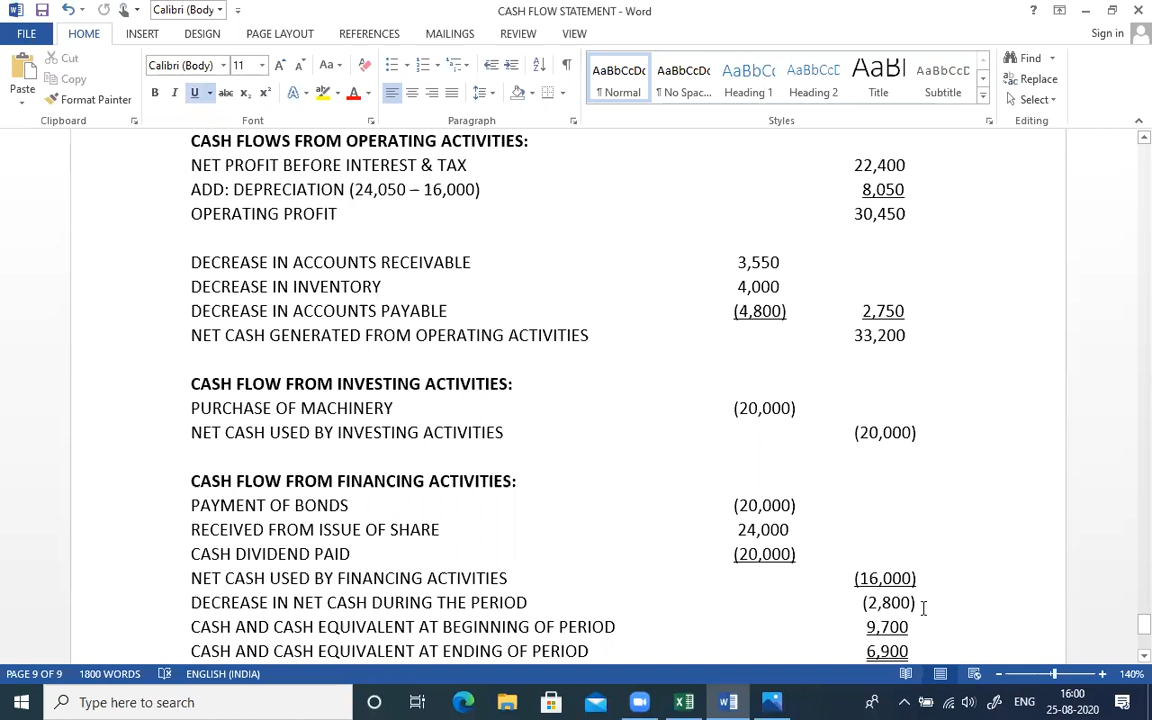 Calibri (Body
CASH FLOW STATEMENT - Word
?
FILE HOME INSERT DESIGN PAGE LAYOUT REFERENCES MAILINGS REVIEW VIEW Sign in
Paste Cut Copy Format Painter
Calibri (Body 11
AaBbCcDc AaBbCcDc AaBbCc AaBbCcD AaBbl AaBbCcD
¶ Normal ¶ No Spac... Heading 1 Heading 2 Title Subtitle
Find Replace Select
Clipboard Font Paragraph Styles Editing
CASH FLOWS FROM OPERATING ACTIVITIES:
NET PROFIT BEFORE INTEREST & TAX 22,400
ADD: DEPRECIATION (24,050 – 16,000) 8,050
OPERATING PROFIT 30,450
DECREASE IN ACCOUNTS RECEIVABLE 3,550
DECREASE IN INVENTORY 4,000
DECREASE IN ACCOUNTS PAYABLE (4,800) 2,750
NET CASH GENERATED FROM OPERATING ACTIVITIES 33,200
CASH FLOW FROM INVESTING ACTIVITIES:
PURCHASE OF MACHINERY (20,000)
NET CASH USED BY INVESTING ACTIVITIES (20,000)
CASH FLOW FROM FINANCING ACTIVITIES:
PAYMENT OF BONDS (20,000)
RECEIVED FROM ISSUE OF SHARE 24,000
CASH DIVIDEND PAID (20,000)
NET CASH USED BY FINANCING ACTIVITIES (16,000)
DECREASE IN NET CASH DURING THE PERIOD (2,800)
CASH AND CASH EQUIVALENT AT BEGINNING OF PERIOD 9,700
CASH AND CASH EQUIVALENT AT ENDING OF PERIOD 6,900
PAGE 9 OF 9 1800 WORDS ENGLISH (INDIA) 140%
Type here to search ENG 16:00
25-08-2020